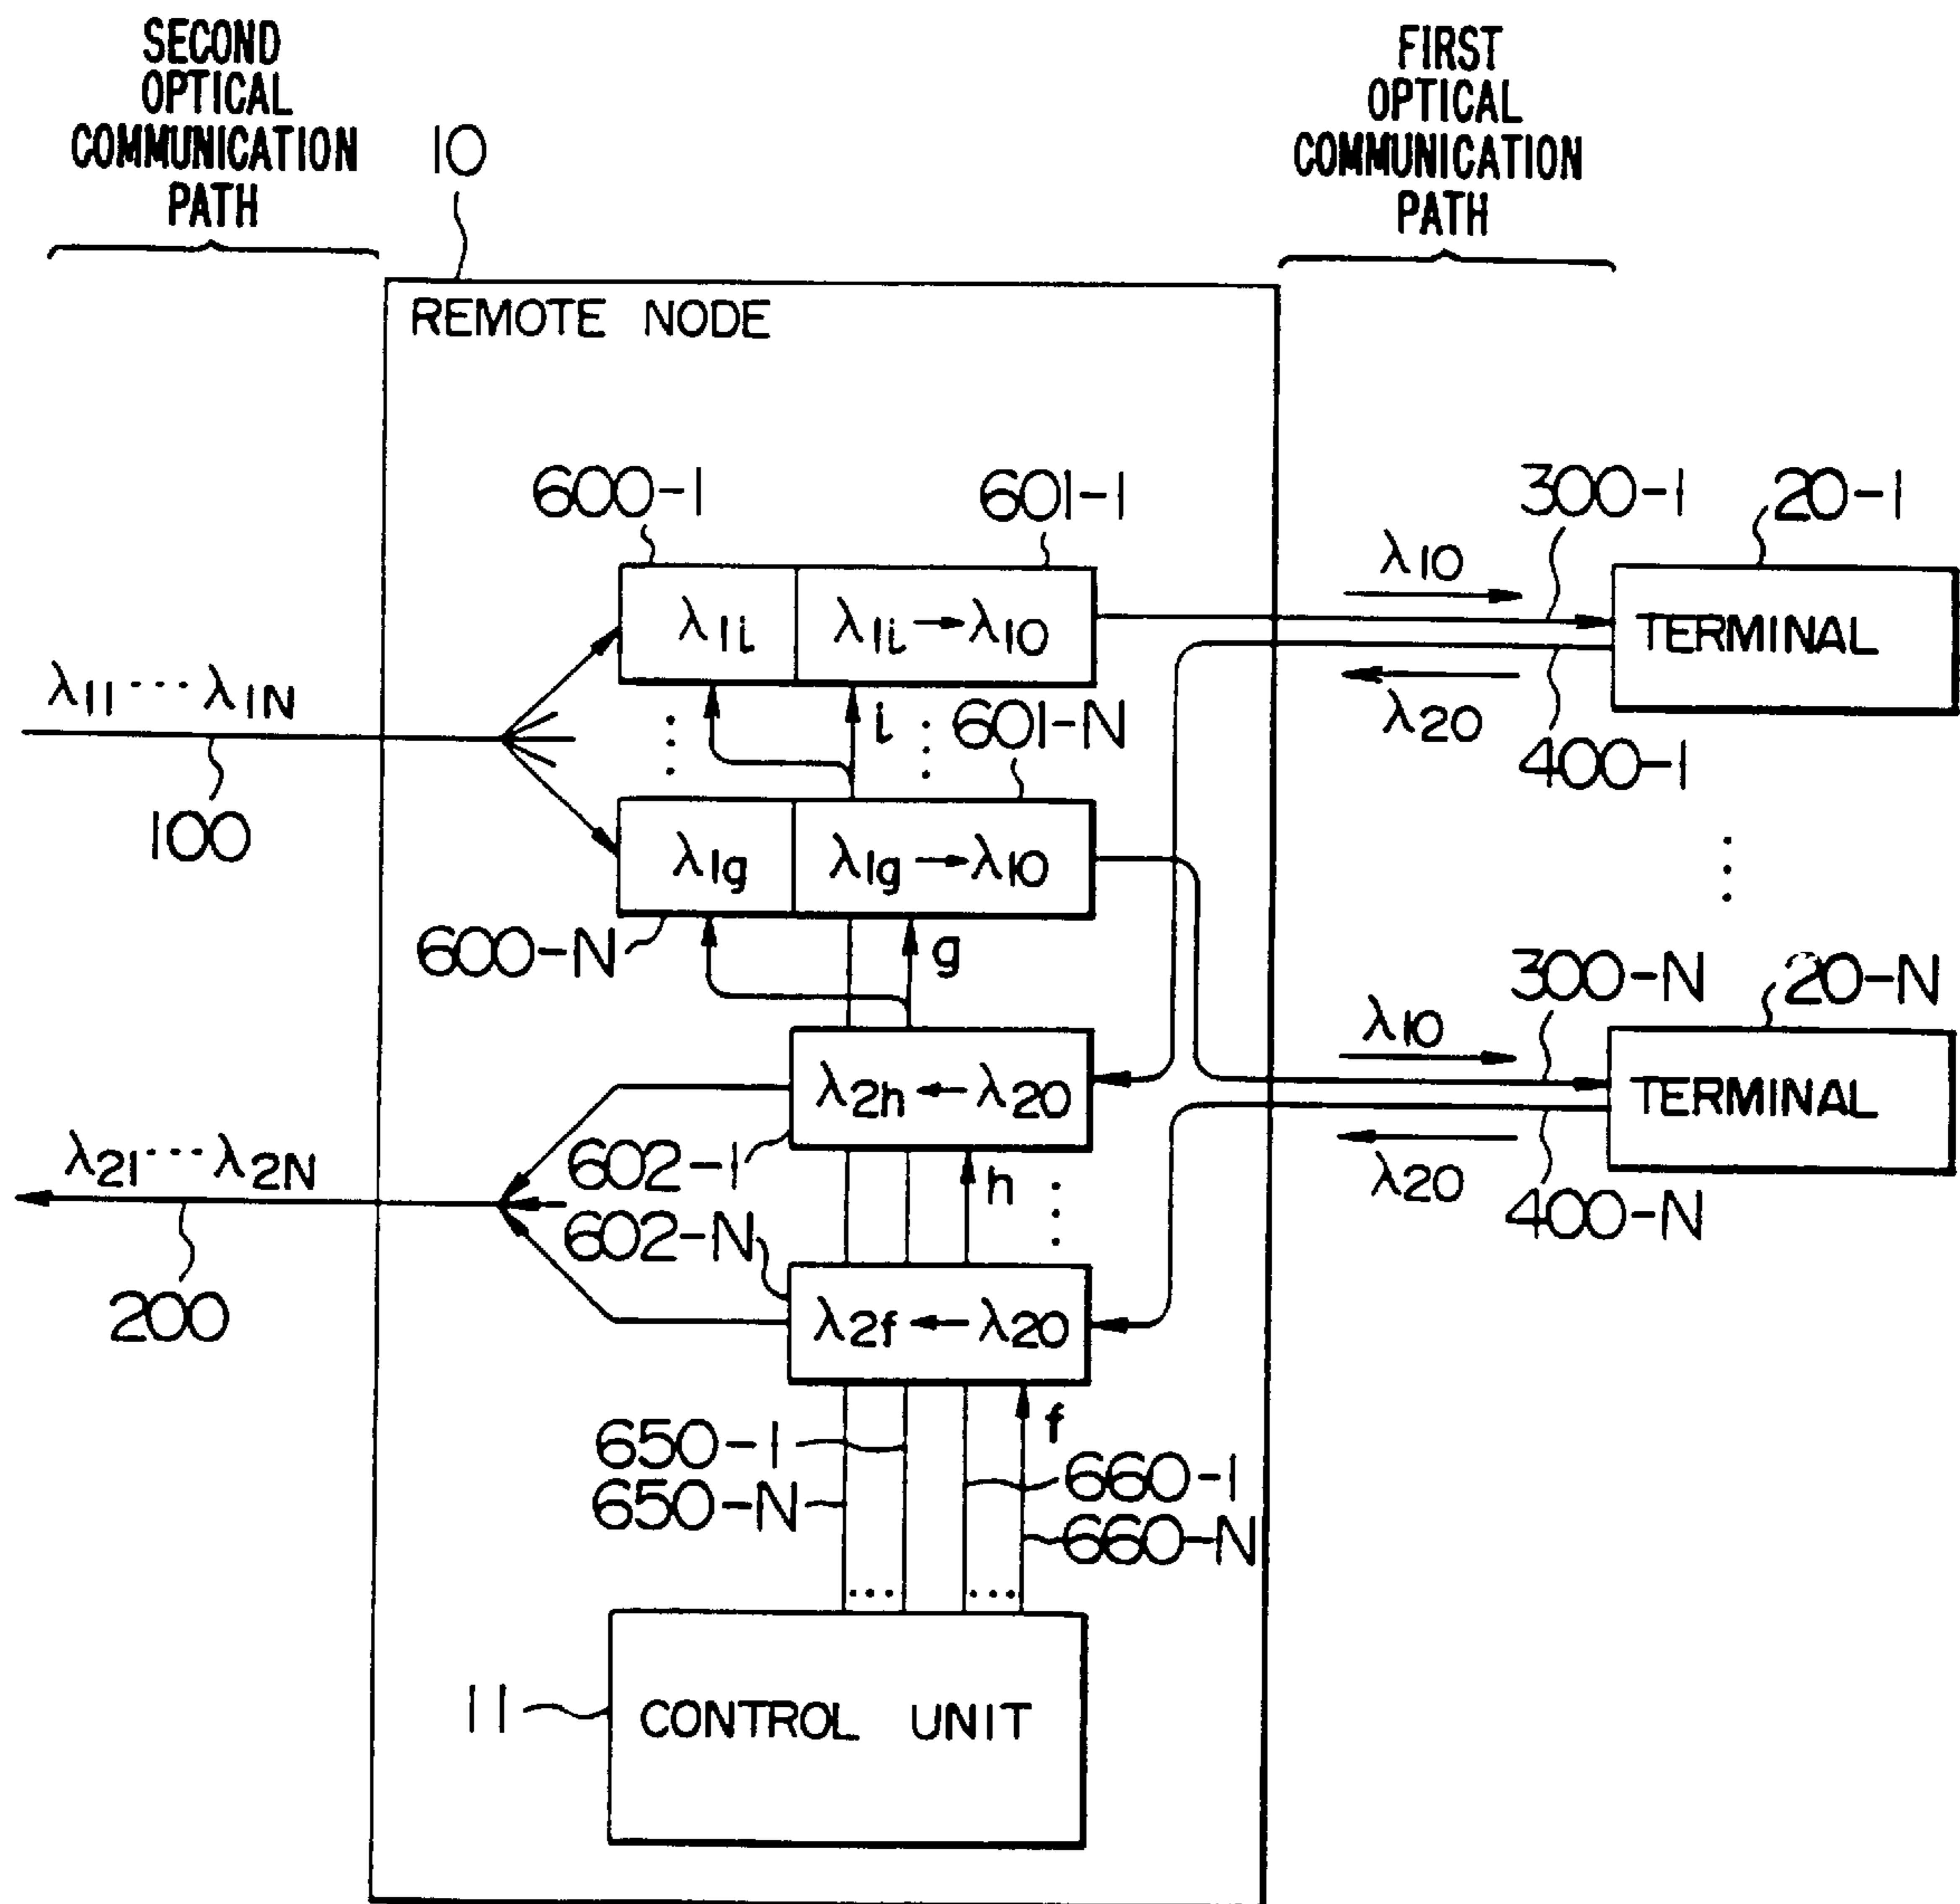 SECOND
OPTICAL
COMMUNICATION
PATH
FIRST
OPTICAL
COMMUNICATION
PATH
10
REMOTE NODE
600-1
601-1
300-1
20-1
λ10
λ1i
λ1i→λ10
TERMINAL
λ11···λ1N
i
601-N
λ20
400-1
100
λ1g
λ1g→λ10
600-N
g
300-N
20-N
λ10
λ2h←λ20
TERMINAL
λ21···λ2N
602-1
h
λ20
400-N
602-N
200
λ2f←λ20
650-1
f
650-N
660-1
660-N
11
CONTROL UNIT